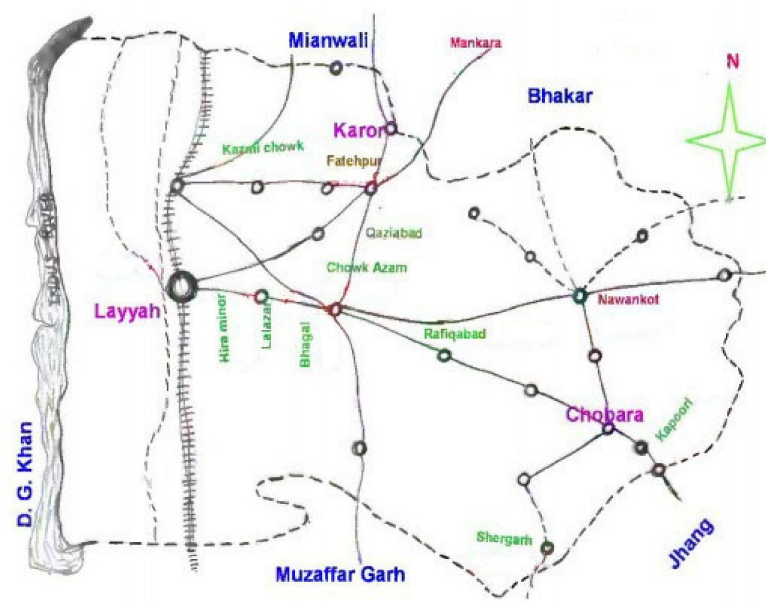 Mianwali
Mankara
N
Bhakar
Karor
Kazmi chowk
Fatehpur
Qaziabad
INDUS RIVER
Chowk Azam
Layyah
Hira minor
Lalazar
Bhagal
Nawankot
Rafiqabad
Chobara
Kapoori
D. G. Khan
Shergarh
Jhang
Muzaffar Garh